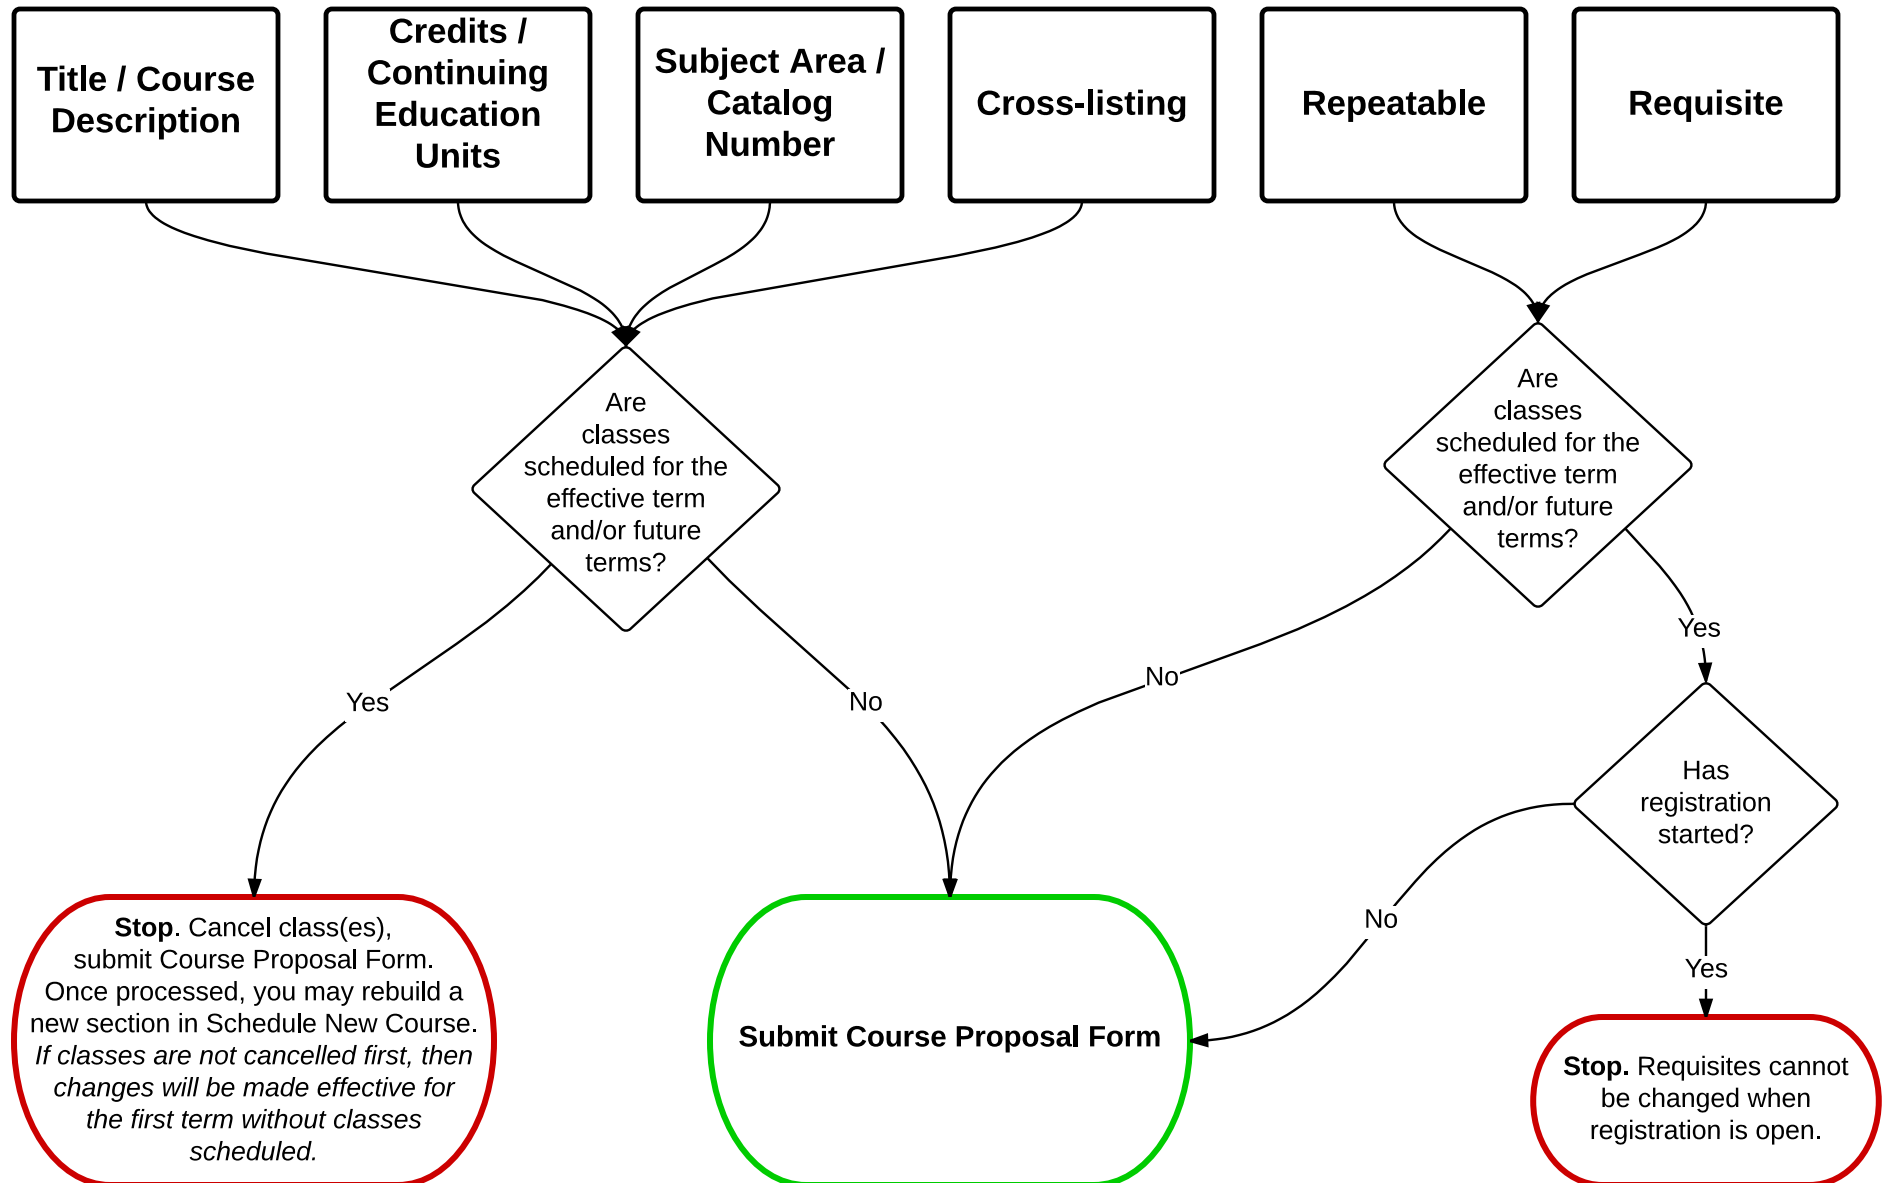 Title / Course
Description
Credits /
Continuing
Education
Units
Subject Area /
Catalog
Number
Cross-listing
Repeatable
Requisite
Are
classes
scheduled for the
effective term
and/or future
terms?
Are
classes
scheduled for the
effective term
and/or future
terms?
Yes
No
No
Yes
Has
registration
started?
No
Yes
Stop. Cancel class(es),
submit Course Proposal Form.
Once processed, you may rebuild a
new section in Schedule New Course.
If classes are not cancelled first, then
changes will be made effective for
the first term without classes
scheduled.
Submit Course Proposal Form
Stop. Requisites cannot
be changed when
registration is open.